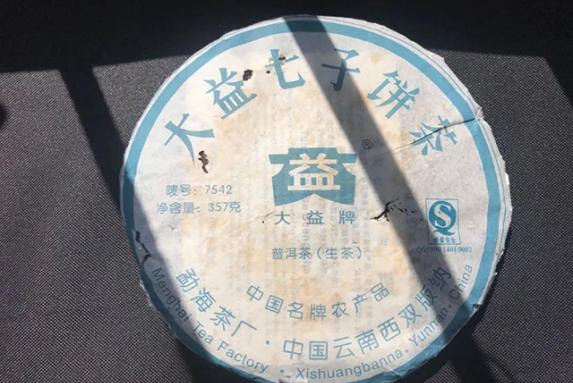 大益七子饼茶
益®
大益牌
唛号：7542
净含量：357克
普洱茶（生茶）
中国名牌农产品
勐海茶厂·中国云南西双版纳
Menghai Tea Factory · Xishuangbanna · Yunnan, China